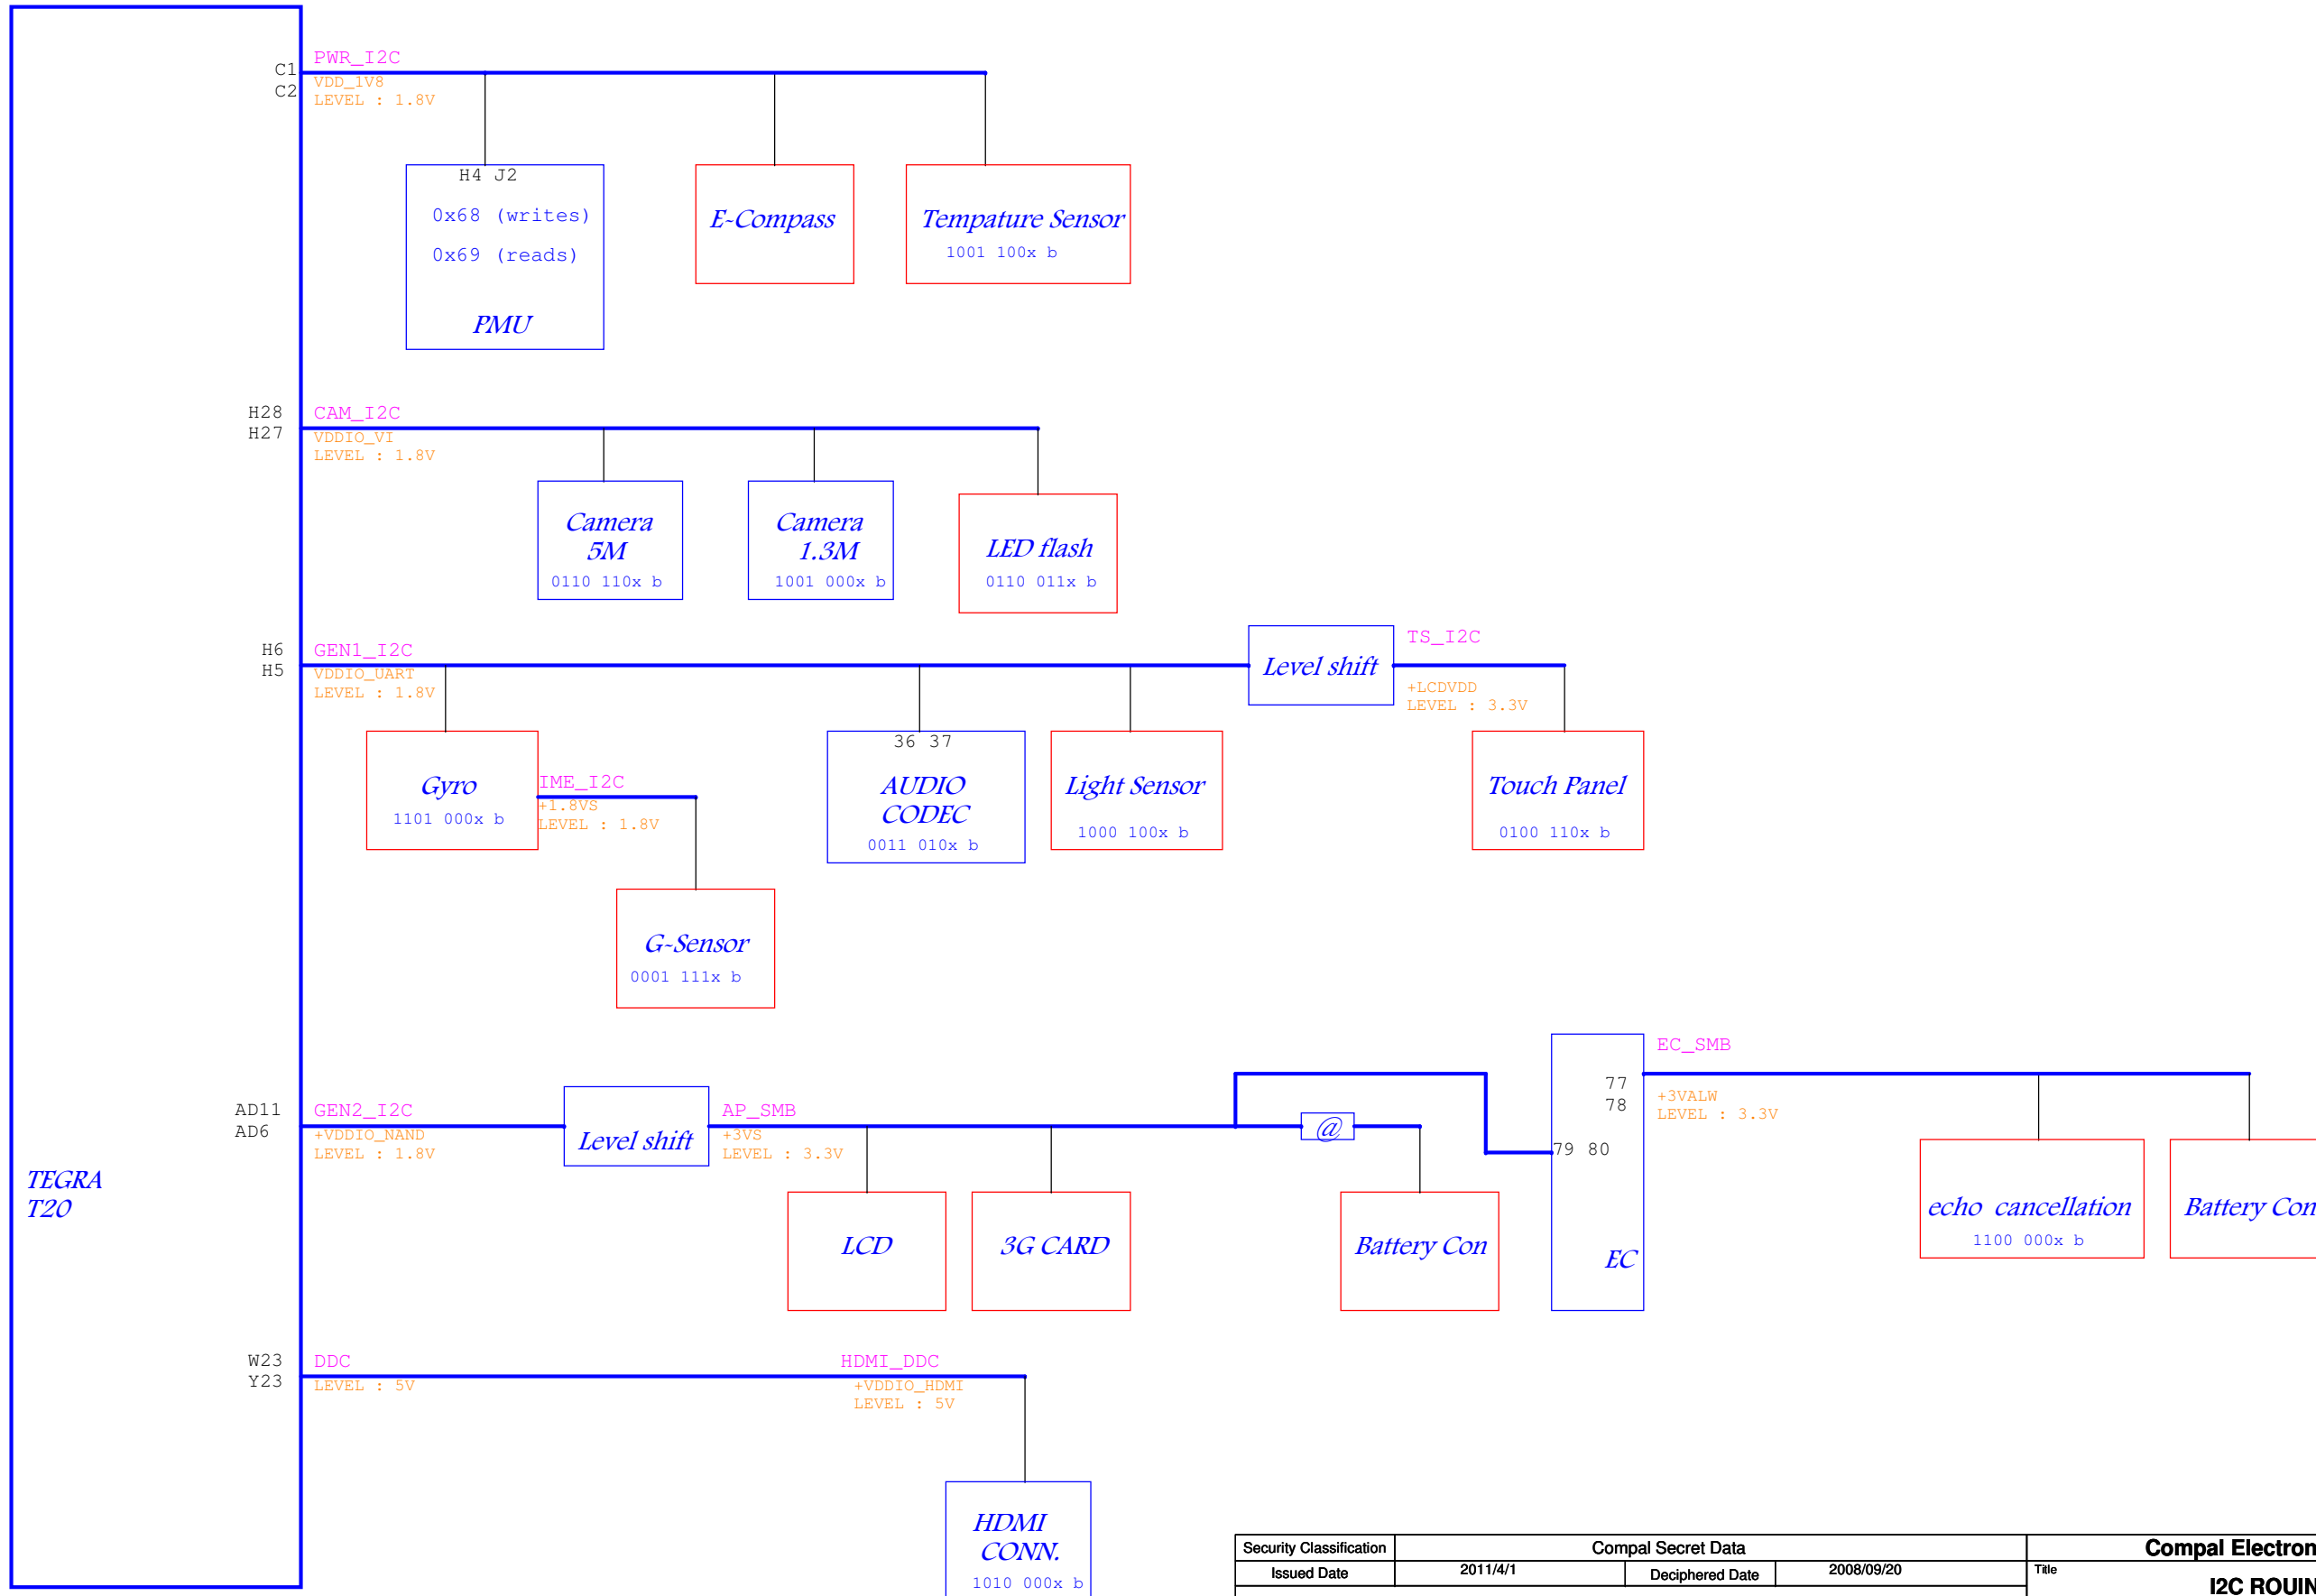 C1
C2
PWR_I2C
VDD_1V8
LEVEL : 1.8V
H4 J2
0x68 (writes)
0x69 (reads)
PMU
E-Compass
Tempature Sensor
1001 100x b
H28
H27
CAM_I2C
VDDIO_VI
LEVEL : 1.8V
Camera
5M
0110 110x b
Camera
1.3M
1001 000x b
LED flash
0110 011x b
H6
H5
GEN1_I2C
VDDIO_UART
LEVEL : 1.8V
Level shift
TS_I2C
+LCDVDD
LEVEL : 3.3V
Gyro
1101 000x b
IME_I2C
+1.8VS
LEVEL : 1.8V
36 37
AUDIO
CODEC
0011 010x b
Light Sensor
1000 100x b
Touch Panel
0100 110x b
G-Sensor
0001 111x b
AD11
AD6
GEN2_I2C
+VDDIO_NAND
LEVEL : 1.8V
Level shift
AP_SMB
+3VS
LEVEL : 3.3V
@
LCD
3G CARD
Battery Con
77
78
79 80
EC
EC_SMB
+3VALW
LEVEL : 3.3V
echo cancellation
1100 000x b
Battery Con
TEGRA
T20
W23
Y23
DDC
LEVEL : 5V
HDMI_DDC
+VDDIO_HDMI
LEVEL : 5V
HDMI
CONN.
1010 000x b
Security Classification
Compal Secret Data
Compal Electron
Issued Date
2011/4/1
Deciphered Date
2008/09/20
Title
I2C ROUIN